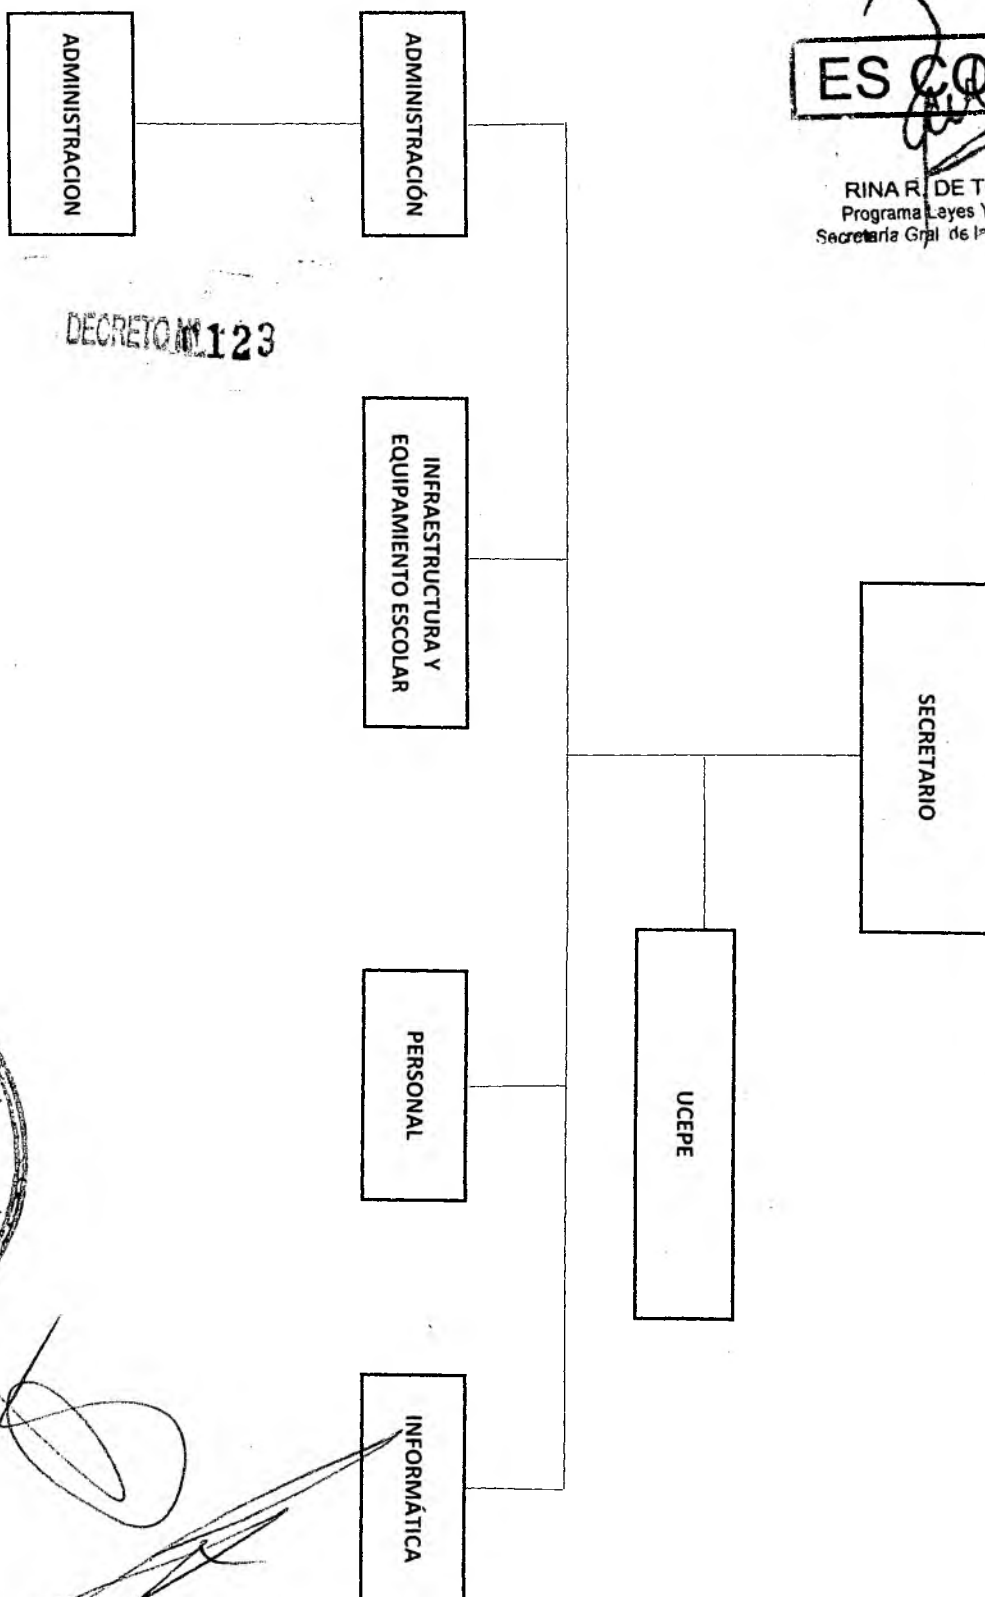 ES CO
RINA R. DE T
Programa Leyes Y
Secretaría Gral de la
SECRETARIO
UCEPE
ADMINISTRACIÓN
INFRAESTRUCTURA Y
EQUIPAMIENTO ESCOLAR
PERSONAL
INFORMÁTICA
ADMINISTRACION
DECRETO Nº 123